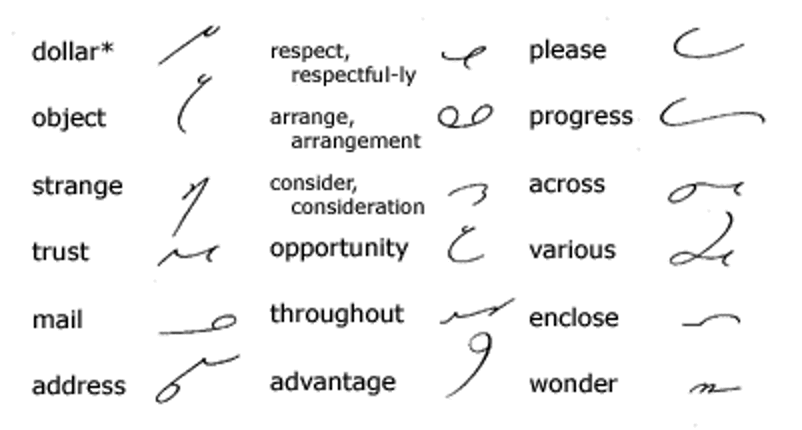 dollar*
object
strange
trust
mail
address
respect,
respectful-ly
arrange,
arrangement
consider,
consideration
opportunity
throughout
advantage
please
progress
across
various
enclose
wonder